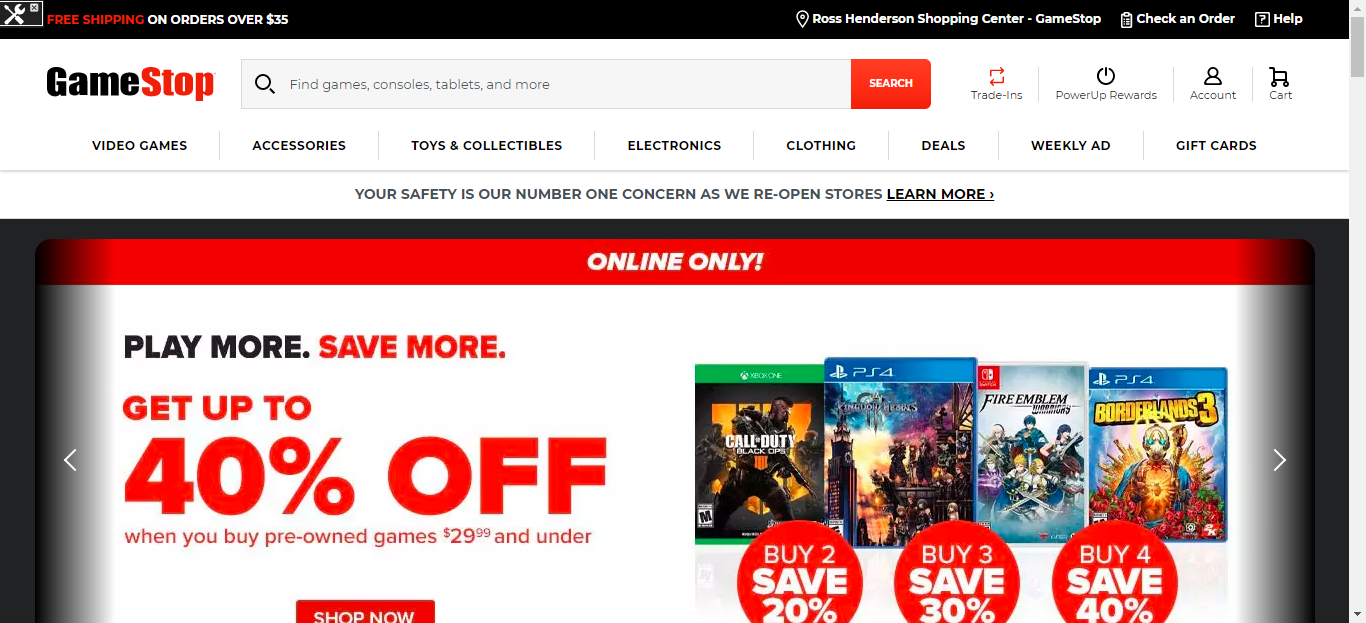 FREE SHIPPING ON ORDERS OVER $35
Ross Henderson Shopping Center - GameStop
Check an Order
Help
GameStop
Find games, consoles, tablets, and more
SEARCH
Trade-Ins
PowerUp Rewards
Account
Cart
VIDEO GAMES
ACCESSORIES
TOYS & COLLECTIBLES
ELECTRONICS
CLOTHING
DEALS
WEEKLY AD
GIFT CARDS
YOUR SAFETY IS OUR NUMBER ONE CONCERN AS WE RE-OPEN STORES LEARN MORE ›
ONLINE ONLY!
PLAY MORE. SAVE MORE.
GET UP TO
40% OFF
when you buy pre-owned games $29⁹⁹ and under
SHOP NOW
XBOX ONE
CALL OF DUTY
BLACK OPS
IIII
PS4
KINGDOM HEARTS
III
FIRE EMBLEM
WARRIORS
PS4
BORDERLANDS 3
2K
BUY 2
SAVE
20%
BUY 3
SAVE
30%
BUY 4
SAVE
40%